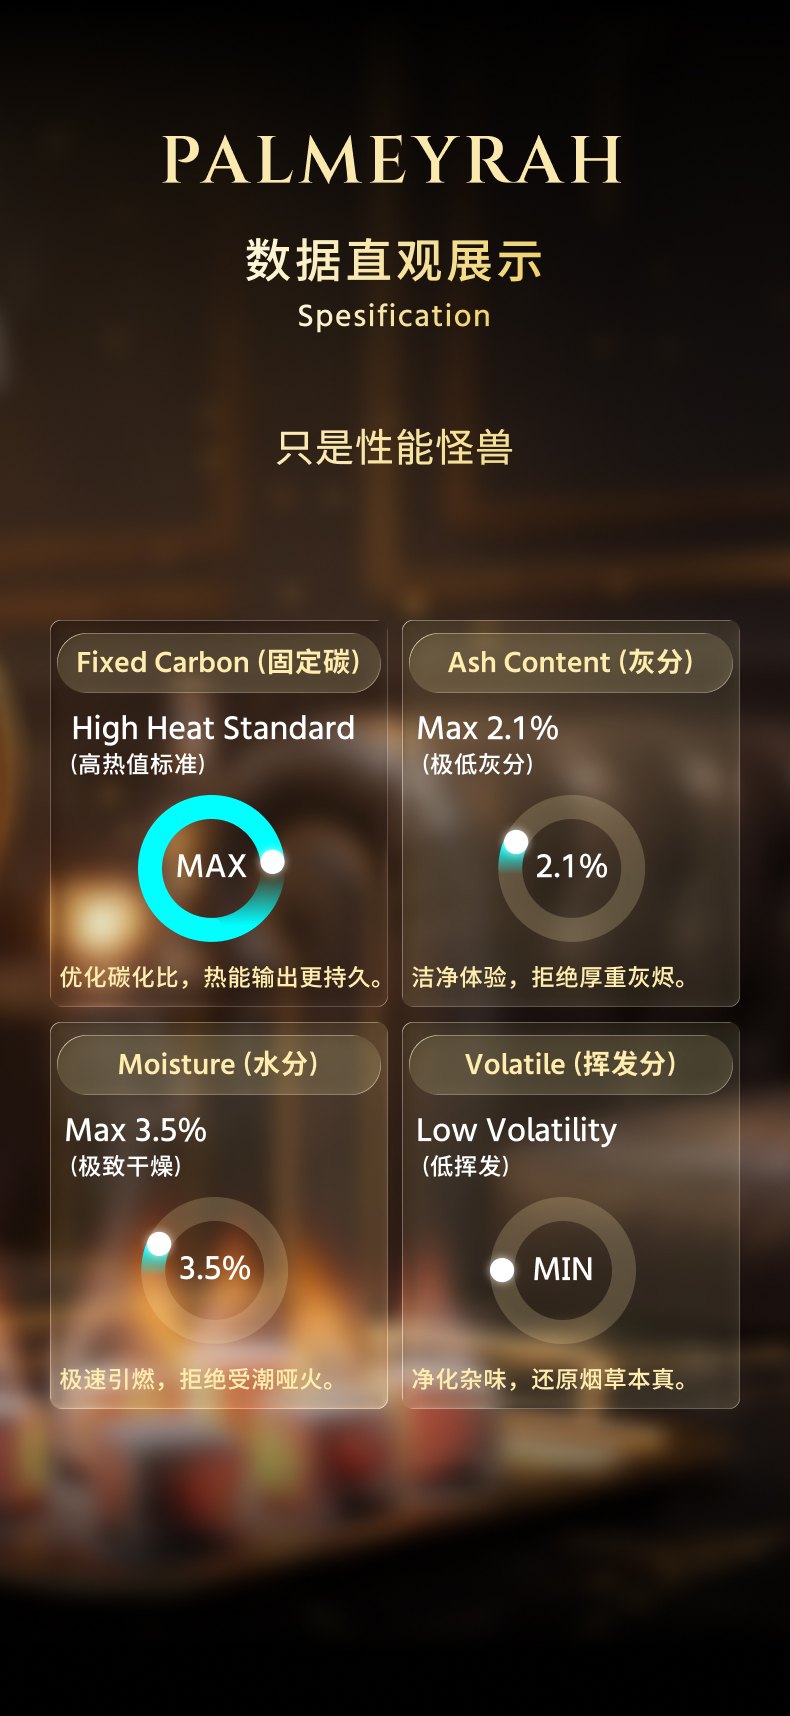 PALMEYRAH
数据直观展示
Spesification
只是性能怪兽
Fixed Carbon (固定碳)
High Heat Standard
(高热值标准)
MAX
优化碳化比，热能输出更持久。
Ash Content (灰分)
Max 2.1%
(极低灰分)
2.1%
洁净体验，拒绝厚重灰烬。
Moisture (水分)
Max 3.5%
(极致干燥)
3.5%
极速引燃，拒绝受潮哑火。
Volatile (挥发分)
Low Volatility
(低挥发)
MIN
净化杂味，还原烟草本真。